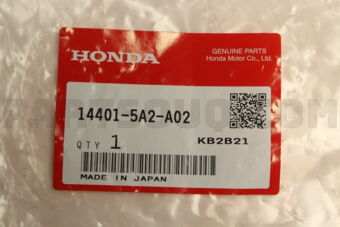 HONDA
GENUINE PARTS
Honda Motor Co., Ltd.
14401-5A2-A02
QTY 1
KB2B21
MADE IN JAPAN